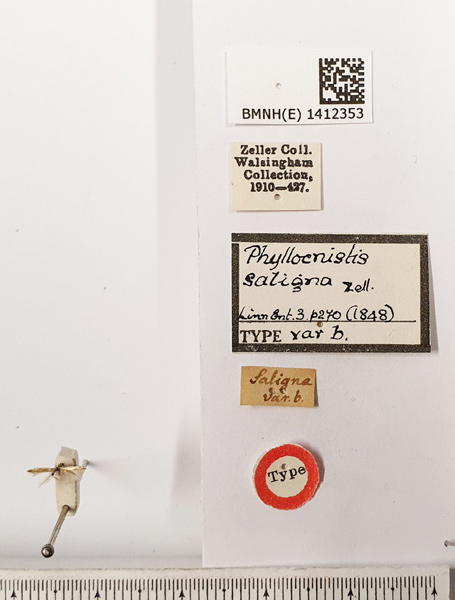 BMNH(E) 1412353
Zeller Coll.
Walsingham
Collection,
1910—427.
Phyllocnistis
saligna Zell.
Linn Ent. 3. p270 (1848)
TYPE var b.
Saligna
var. b.
Type